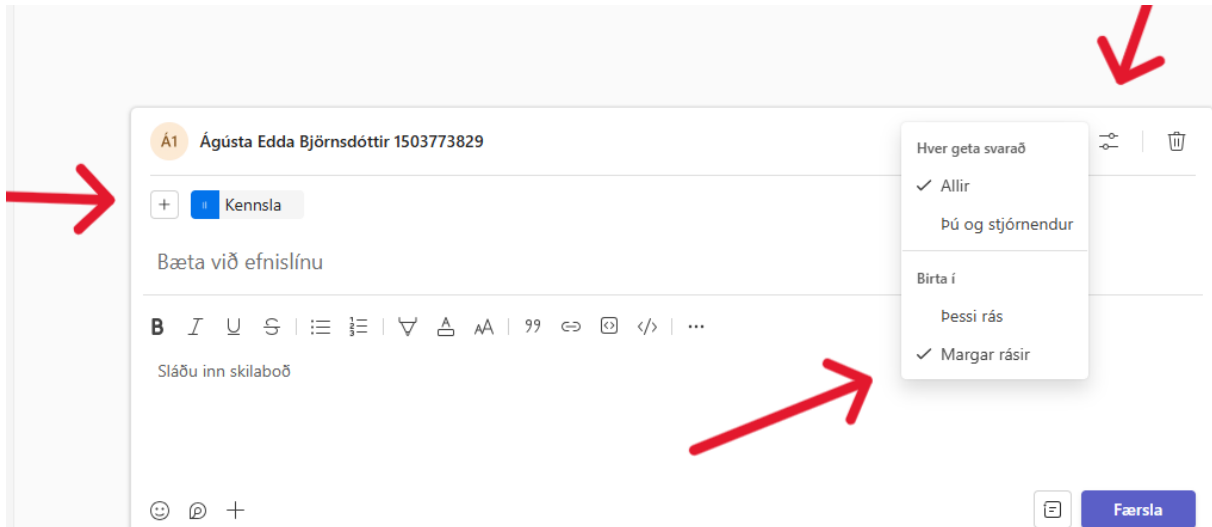 Á1 Ágústa Edda Björnsdóttir 1503773829
Hver geta svarað
Allir
Þú og stjórnendur
Birta í
Þessi rás
Margar rásir
Kennsla
Bæta við efnislínu
B I U S A AA 99 </> ...
Sláðu inn skilaboð
Færsla